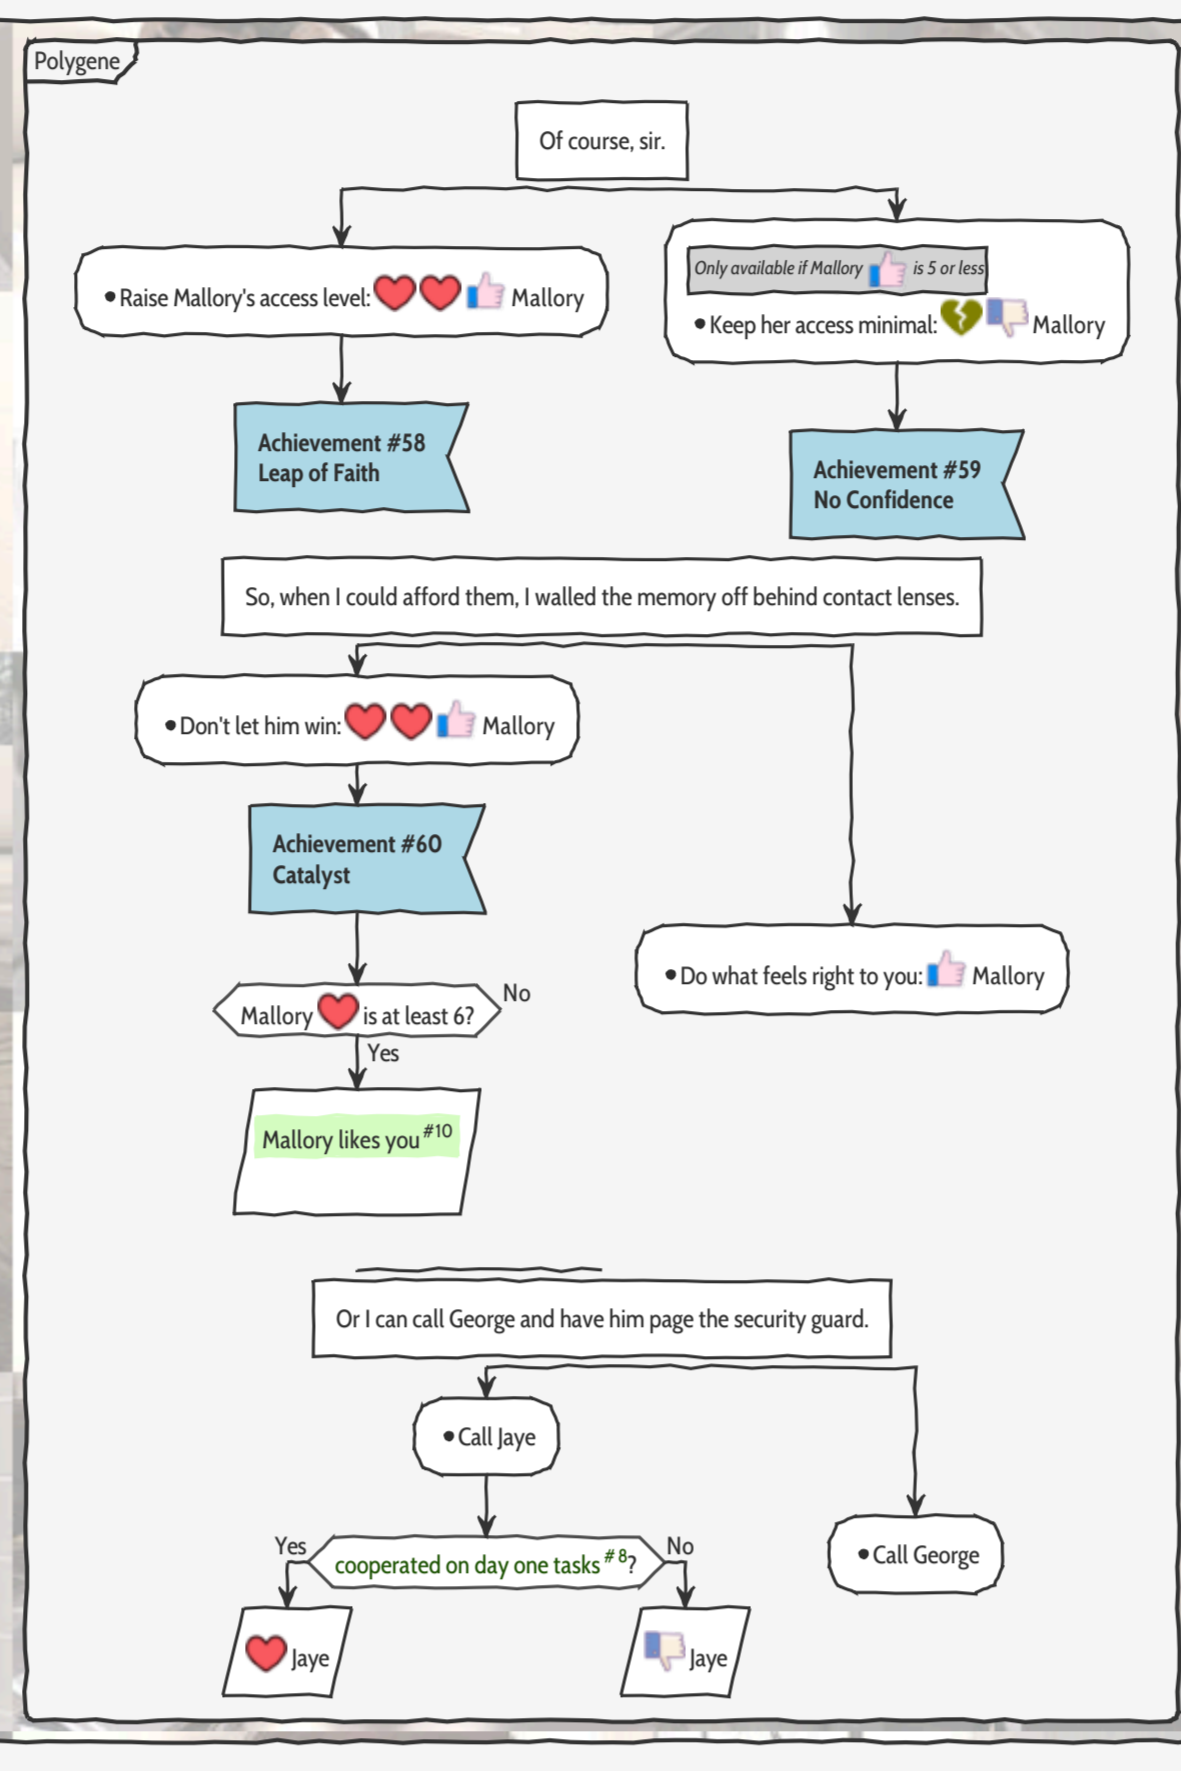 Polygene
Of course, sir.
• Raise Mallory's access level: Mallory
Only available if Mallory is 5 or less
• Keep her access minimal: Mallory
Achievement #58
Leap of Faith
Achievement #59
No Confidence
So, when I could afford them, I walled the memory off behind contact lenses.
• Don't let him win: Mallory
Achievement #60
Catalyst
• Do what feels right to you: Mallory
Mallory is at least 6?
No
Yes
Mallory likes you #10
Or I can call George and have him page the security guard.
• Call Jaye
• Call George
Yes
cooperated on day one tasks #8?
No
Jaye
Jaye